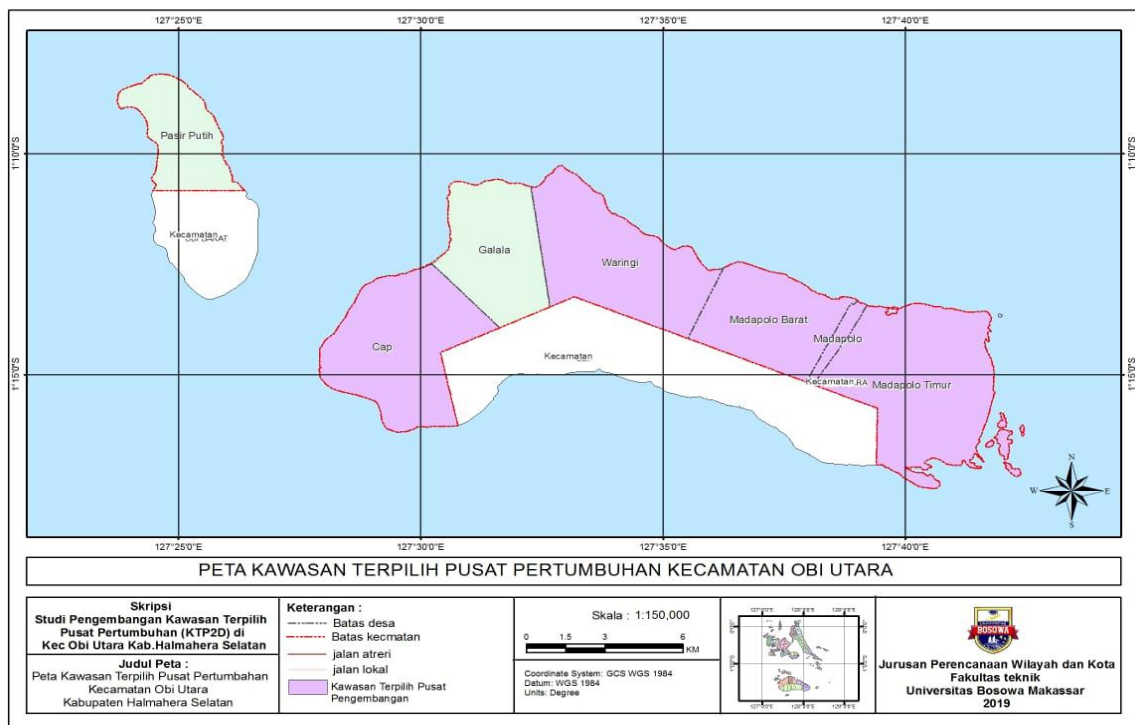 127°25'0"E 127°30'0"E 127°35'0"E 127°40'0"E
1°10'0"S
1°10'0"S
Pasir Putih
Kecamatan
OBI BARAT
Galala
Waringi
Cap
Madapolo Barat
Madapolo
Kecamatan
Kecamatan
RA
Madapolo Timur
1°15'0"S
1°15'0"S
N
W E
S
127°25'0"E 127°30'0"E 127°35'0"E 127°40'0"E
PETA KAWASAN TERPILIH PUSAT PERTUMBUHAN KECAMATAN OBI UTARA
Skripsi
Studi Pengembangan Kawasan Terpilih
Pusat Pertumbuhan (KTP2D) di
Kec Obi Utara Kab.Halmahera Selatan
Judul Peta :
Peta Kawasan Terpilih Pusat Pertambahan
Kecamatan Obi Utara
Kabupaten Halmahera Selatan
Keterangan :
Batas desa
Batas kecmatan
jalan atreri
jalan lokal
Kawasan Terpilih Pusat
Pengembangan
Skala : 1:150,000
0 1.5 3 6
KM
Coordinate System: GCS WGS 1984
Datum: WGS 1984
Units: Degree
BOSOWA
Jurusan Perencanaan Wilayah dan Kota
Fakultas teknik
Universitas Bosowa Makassar
2019